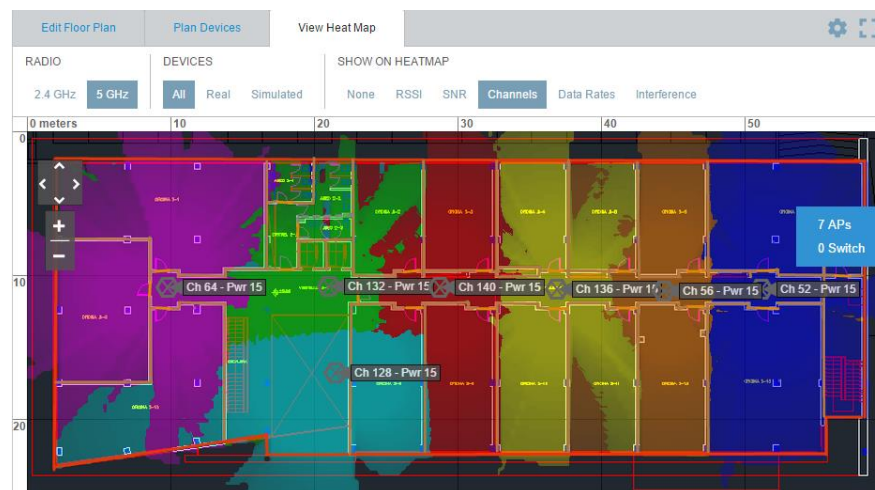 Edit Floor Plan Plan Devices View Heat Map
RADIO DEVICES SHOW ON HEATMAP
2.4 GHz 5 GHz All Real Simulated None RSSI SNR Channels Data Rates Interference
0 meters 10 20 30 40 50
0
7 APs
0 Switch
10
Ch 64 - Pwr 15 Ch 132 - Pwr 15 Ch 140 - Pwr 15 Ch 136 - Pwr 15 Ch 56 - Pwr 15 Ch 52 - Pwr 15
Ch 128 - Pwr 15
20